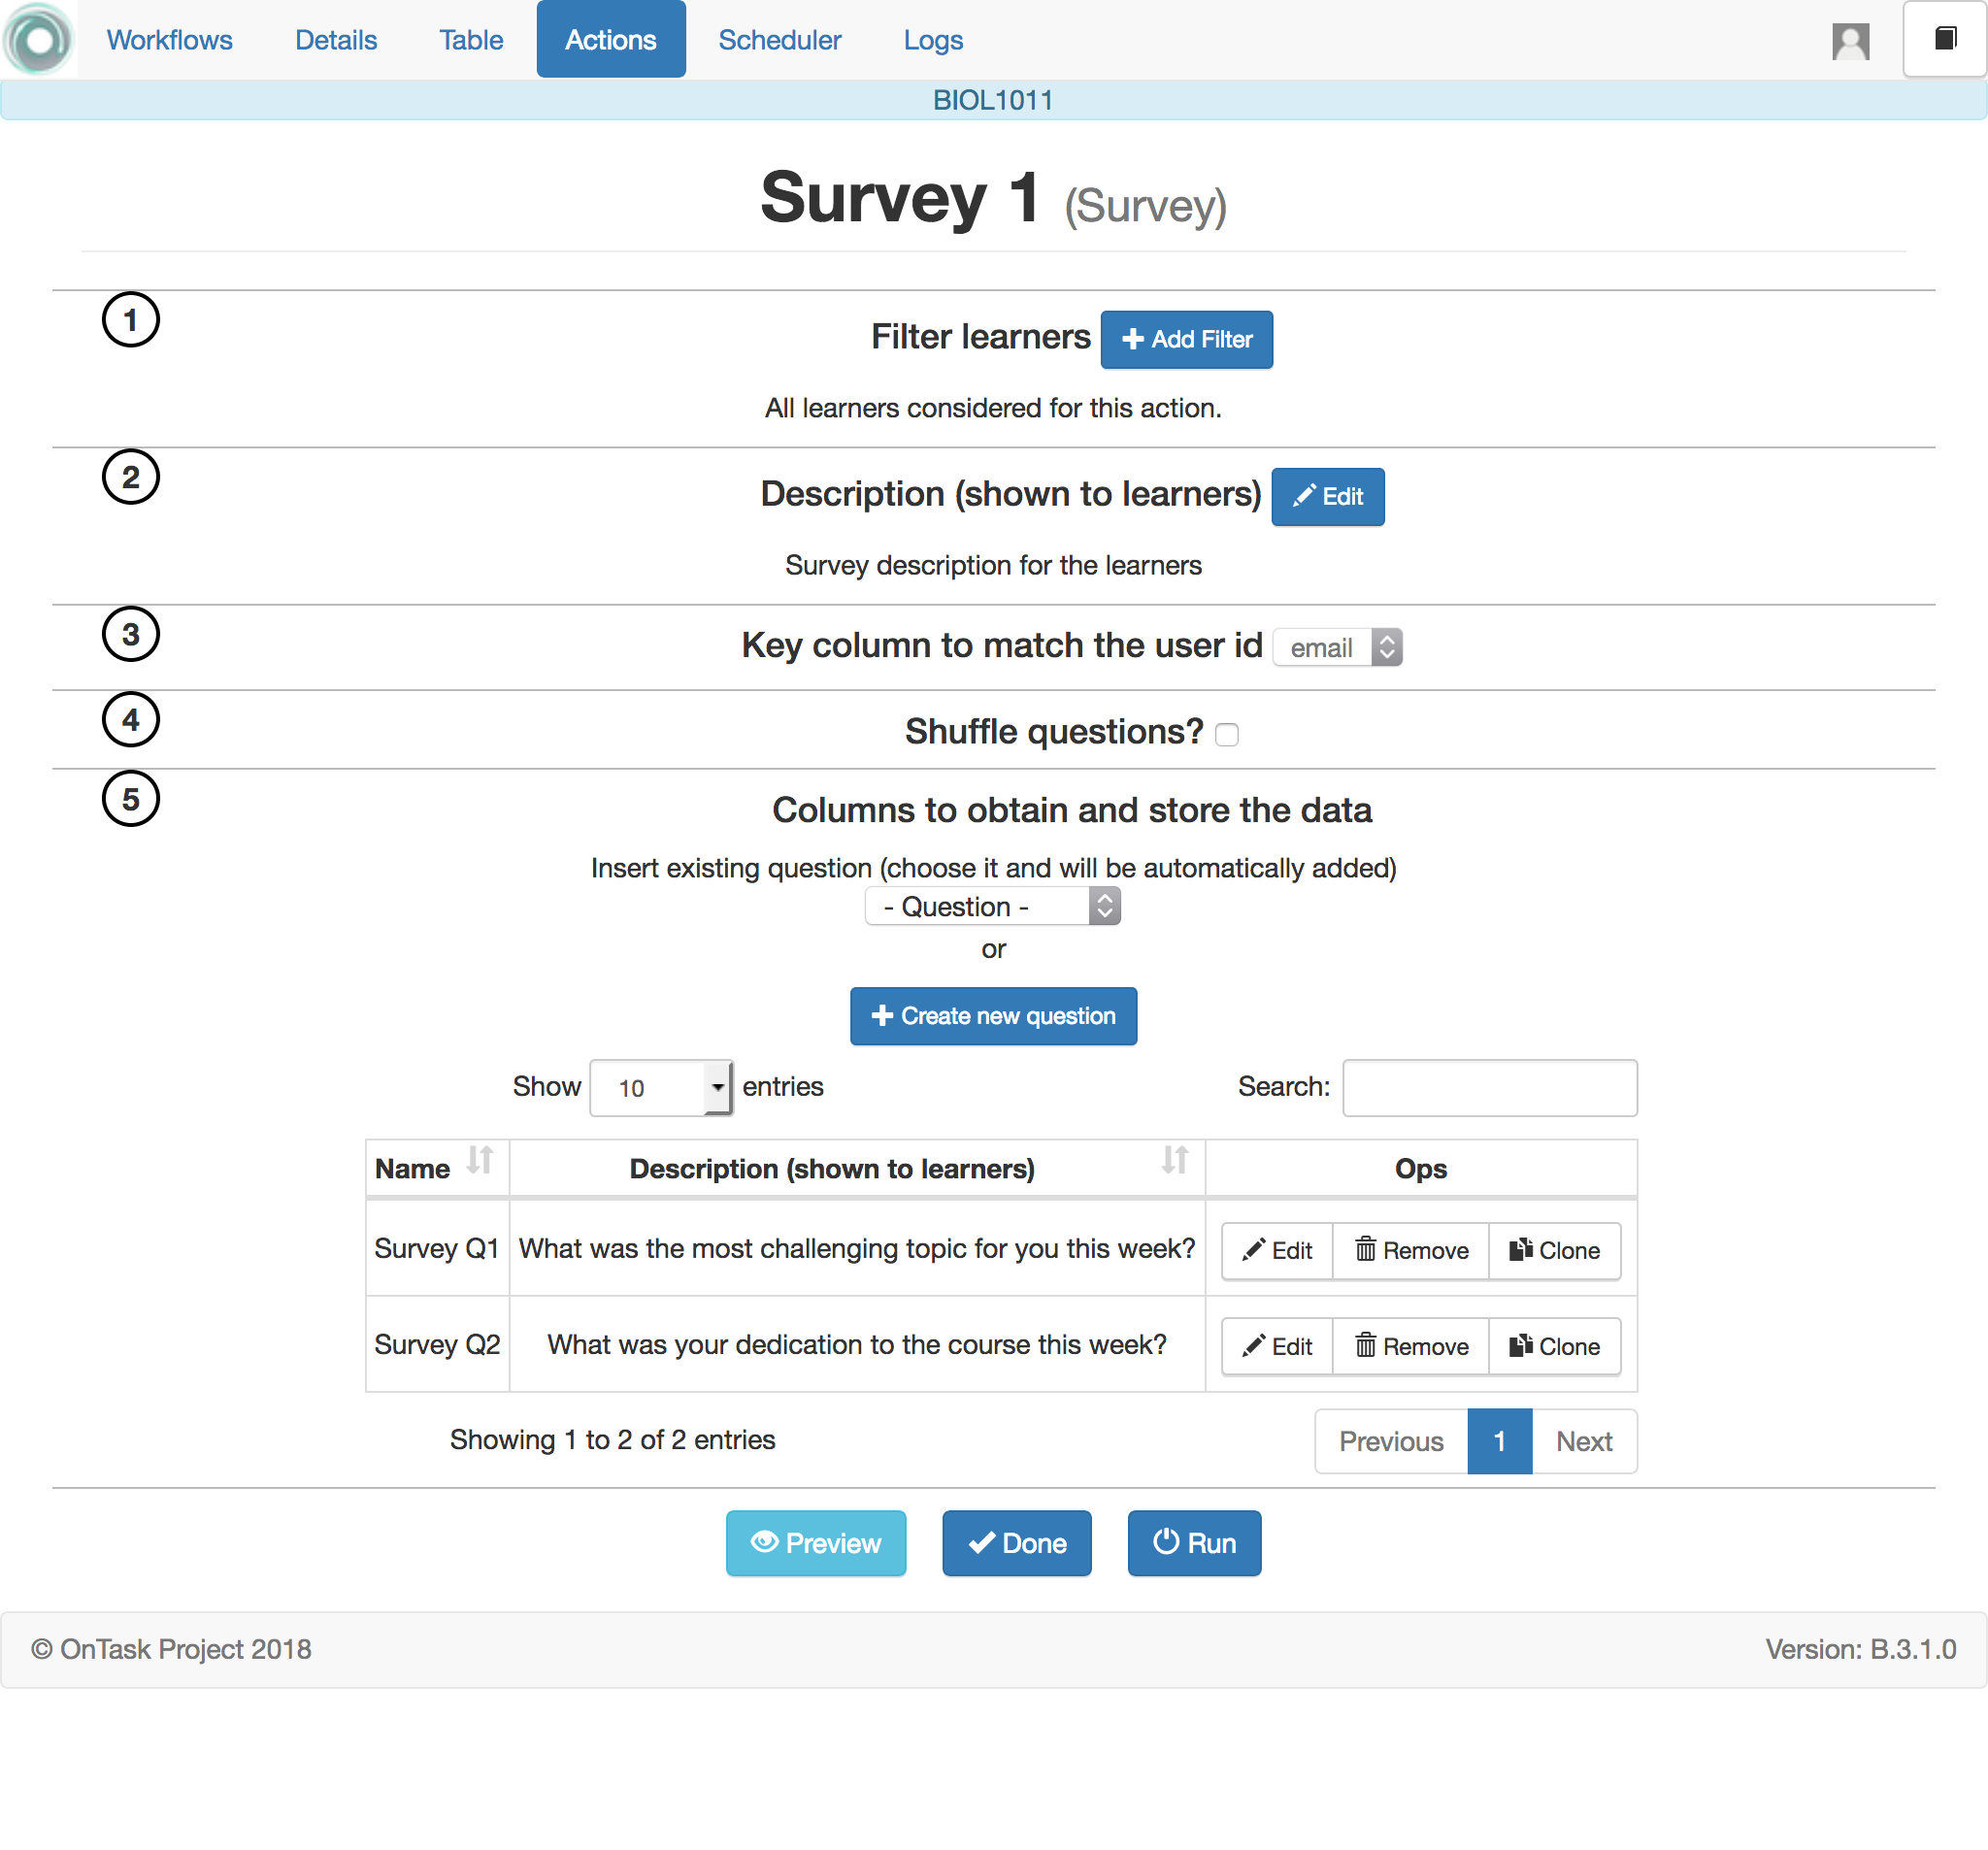 Workflows Details Table Actions Scheduler Logs
BIOL1011
Survey 1 (Survey)
1
Filter learners Add Filter
All learners considered for this action.
2
Description (shown to learners) Edit
Survey description for the learners
3
Key column to match the user id email
4
Shuffle questions?
5
Columns to obtain and store the data
Insert existing question (choose it and will be automatically added)
- Question -
or
Create new question
Show 10 entries Search:
Name Description (shown to learners) Ops
Survey Q1 What was the most challenging topic for you this week? Edit Remove Clone
Survey Q2 What was your dedication to the course this week? Edit Remove Clone
Showing 1 to 2 of 2 entries Previous 1 Next
Preview Done Run
© OnTask Project 2018 Version: B.3.1.0